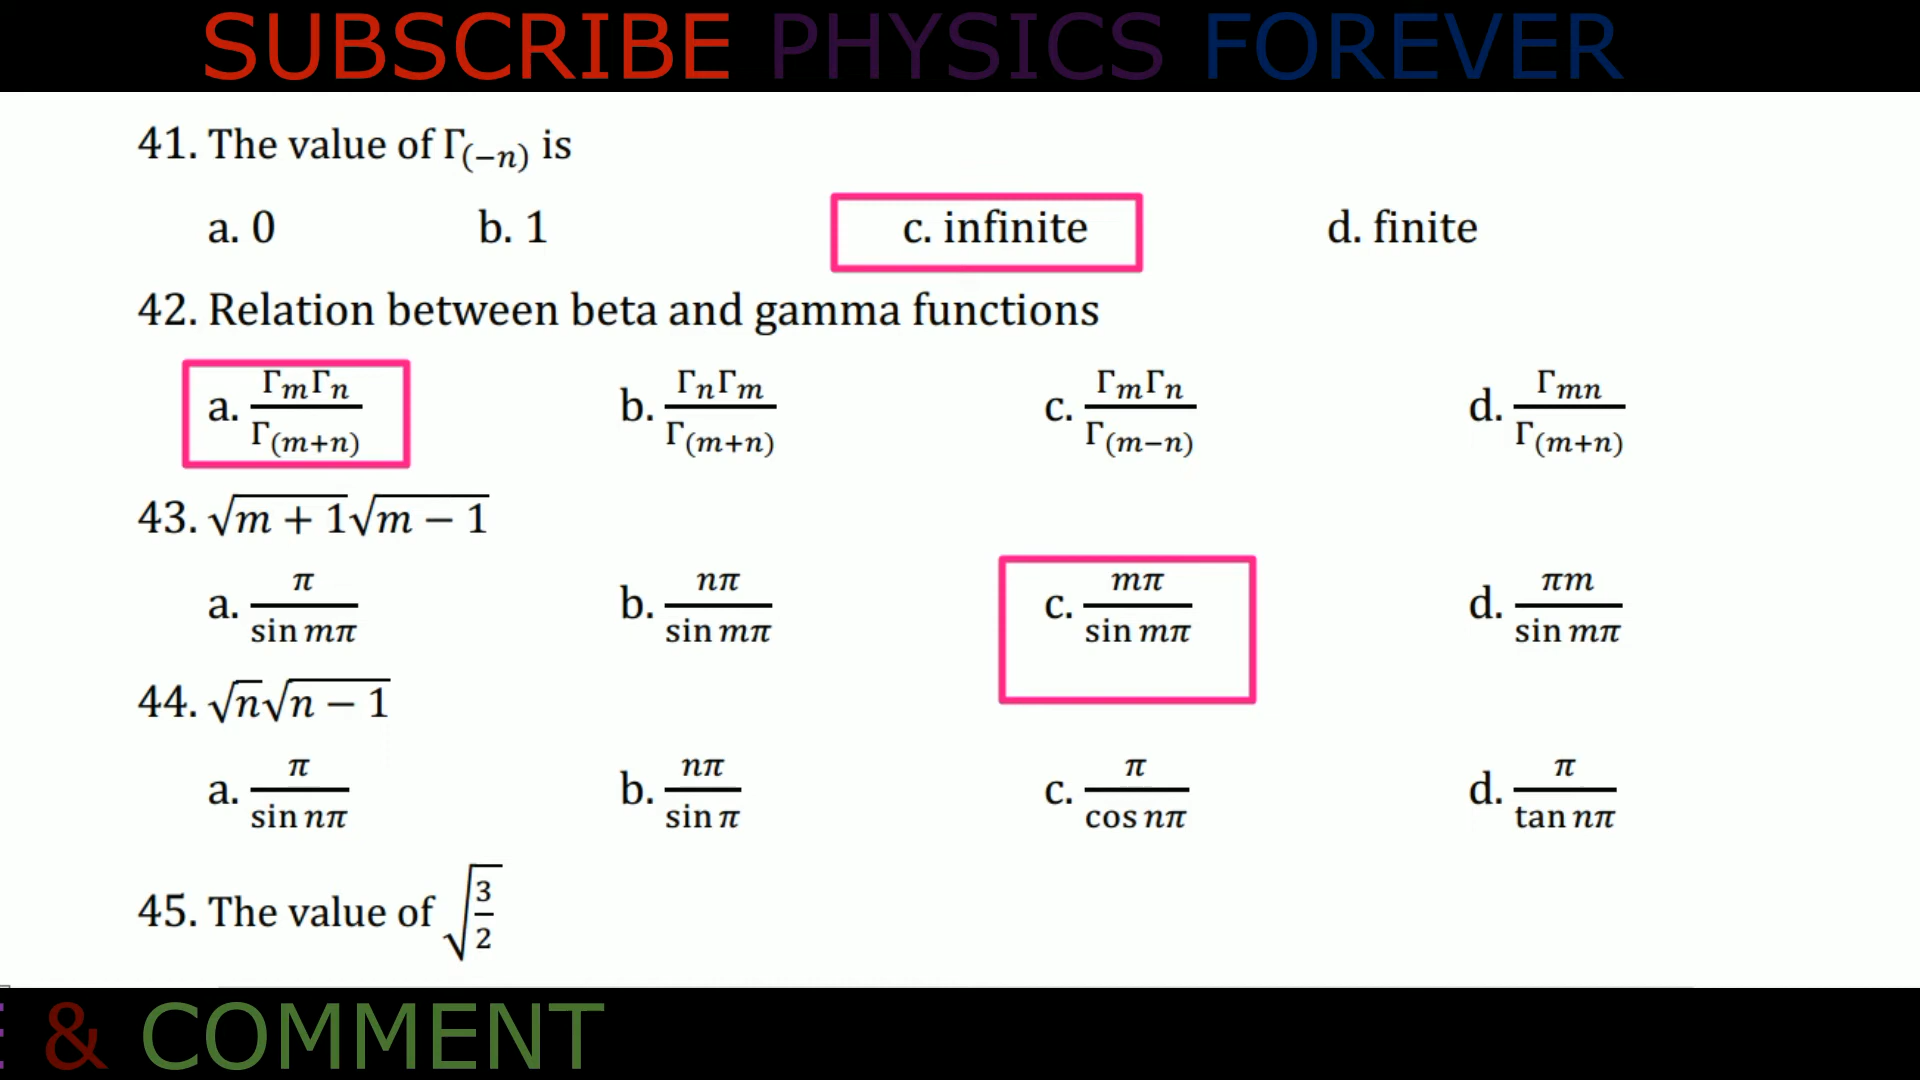 SUBSCRIBE PHYSICS FOREVER
41. The value of Γ₍₋ₙ₎ is
a. 0 b. 1 c. infinite d. finite
42. Relation between beta and gamma functions
a. ΓmΓn/Γ(m+n) b. ΓnΓm/Γ(m+n) c. ΓmΓn/Γ(m−n) d. Γmn/Γ(m+n)
43. √(m + 1)√(m − 1)
a. π/sin mπ b. nπ/sin mπ c. mπ/sin mπ d. πm/sin mπ
44. √n√(n − 1)
a. π/sin nπ b. nπ/sin π c. π/cos nπ d. π/tan nπ
45. The value of √(3/2)
& COMMENT